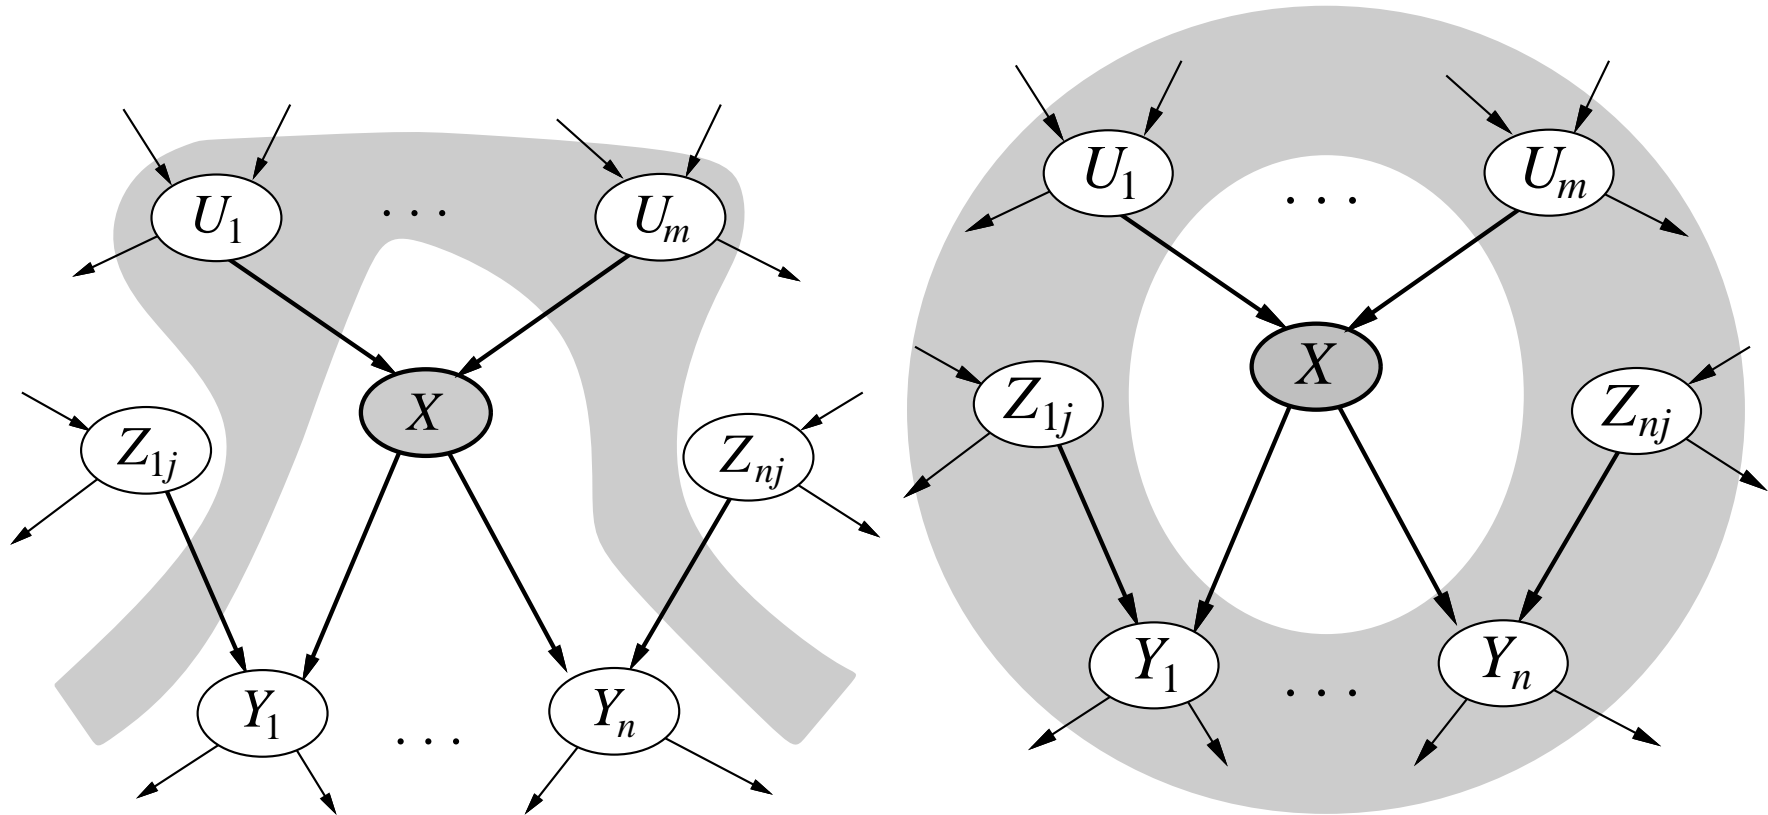 U₁ . . . Uₘ
X
Z₁ⱼ Zₙⱼ
Y₁ . . . Yₙ
U₁ . . . Uₘ
X
Z₁ⱼ Zₙⱼ
Y₁ . . . Yₙ